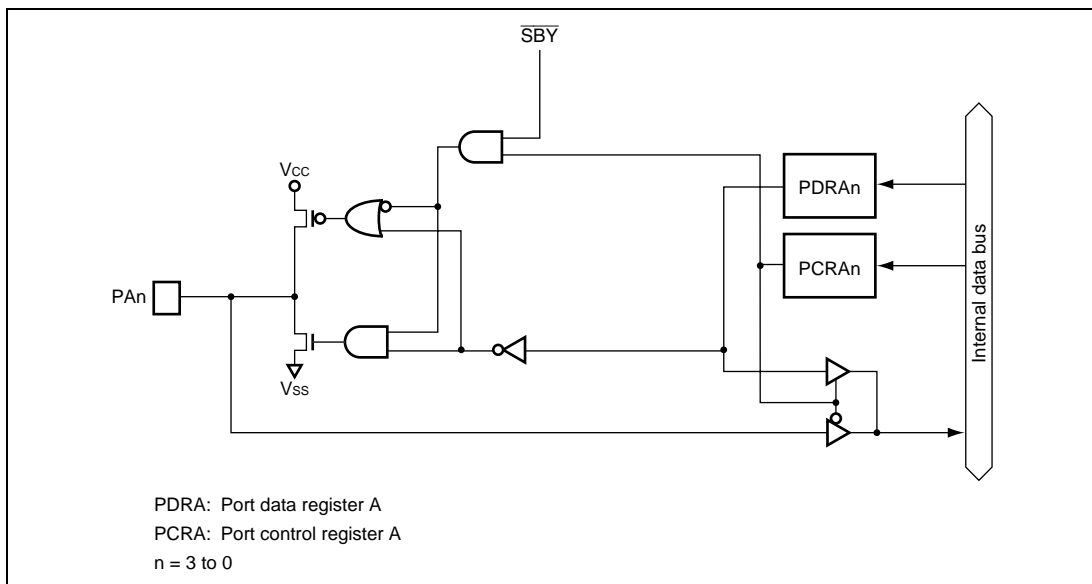 SBY
VCC
PDRAn
PCRAn
PAn
VSS
Internal data bus
PDRA: Port data register A
PCRA: Port control register A
n = 3 to 0